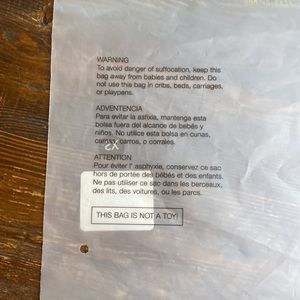 WARNING
To avoid danger of suffocation, keep this
bag away from babies and children. Do
not use this bag in cribs, beds, carriages,
or playpens.
ADVENTENCIA
Para evitar la asfixia, mantenga esta
bolsa fuera del alcance de bebés y
niños. No utilice esta bolsa en cunas,
camas, carros, o corrales.
ATTENTION
Pour éviter l' asphyxie, conservez ce sac
hors de portée des bébés et des enfants.
Ne pas utiliser ce sac dans les berceaux,
des lits, des voitures, ou les parcs.
THIS BAG IS NOT A TOY!